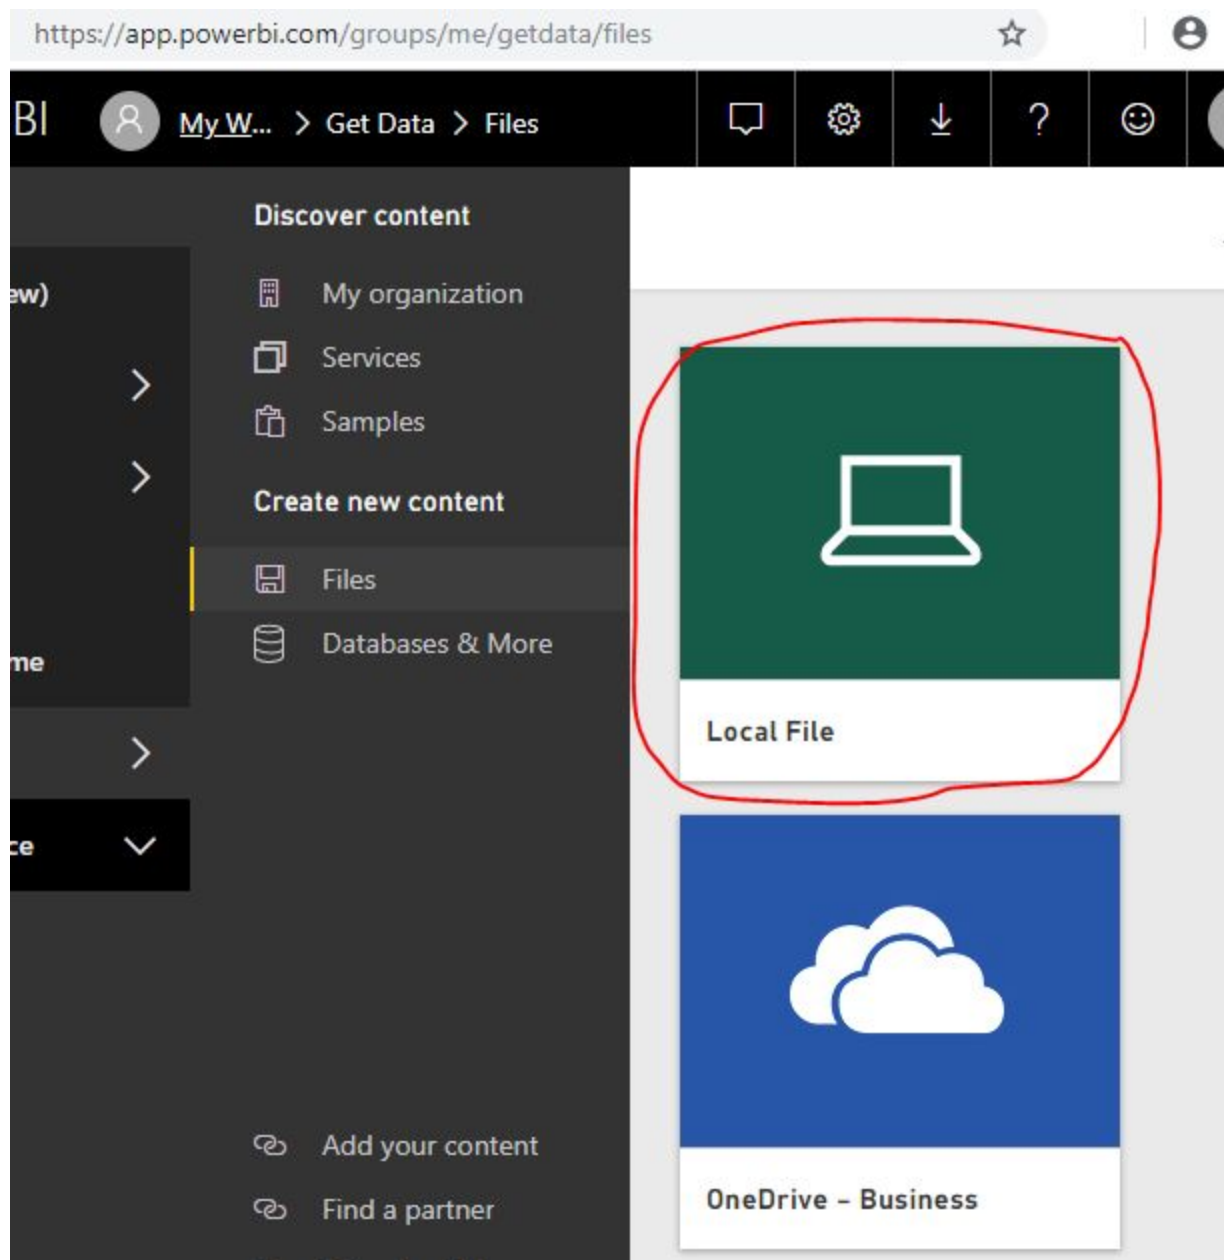 https://app.powerbi.com/groups/me/getdata/files
BI My W... > Get Data > Files
Discover content
ew)
My organization
Services
Samples
Create new content
Files
Databases & More
me
Local File
ce
Add your content
Find a partner
OneDrive – Business